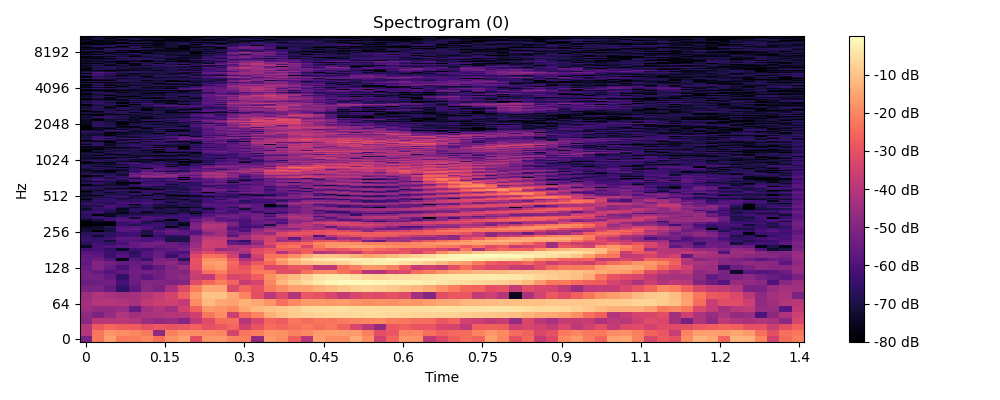 Spectrogram (0)
8192
4096
2048
1024
512
256
128
64
0
Hz
0 0.15 0.3 0.45 0.6 0.75 0.9 1.1 1.2 1.4
Time
-10 dB
-20 dB
-30 dB
-40 dB
-50 dB
-60 dB
-70 dB
-80 dB